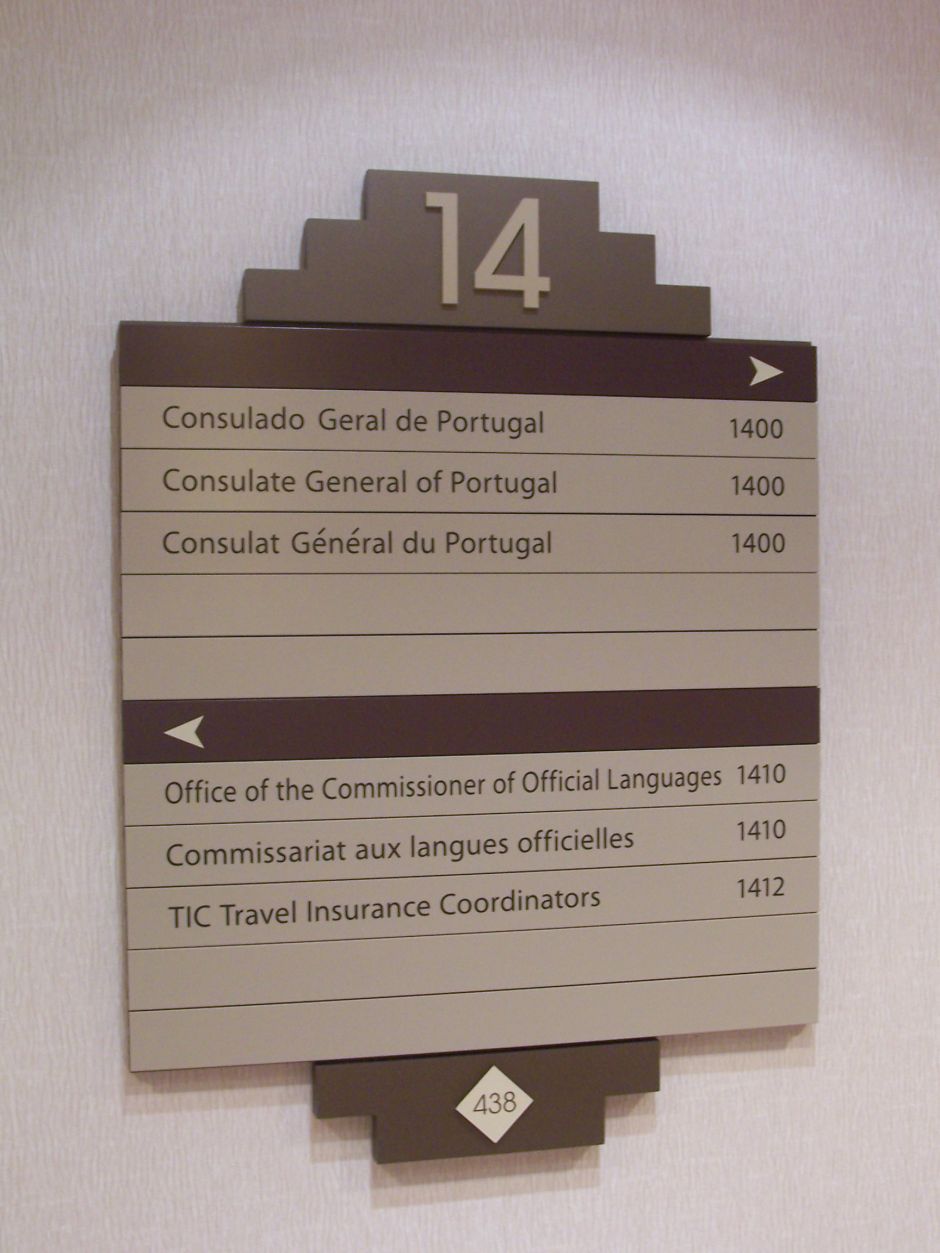 14
Consulado Geral de Portugal 1400
Consulate General of Portugal 1400
Consulat Général du Portugal 1400
Office of the Commissioner of Official Languages 1410
Commissariat aux langues officielles 1410
TIC Travel Insurance Coordinators 1412
438